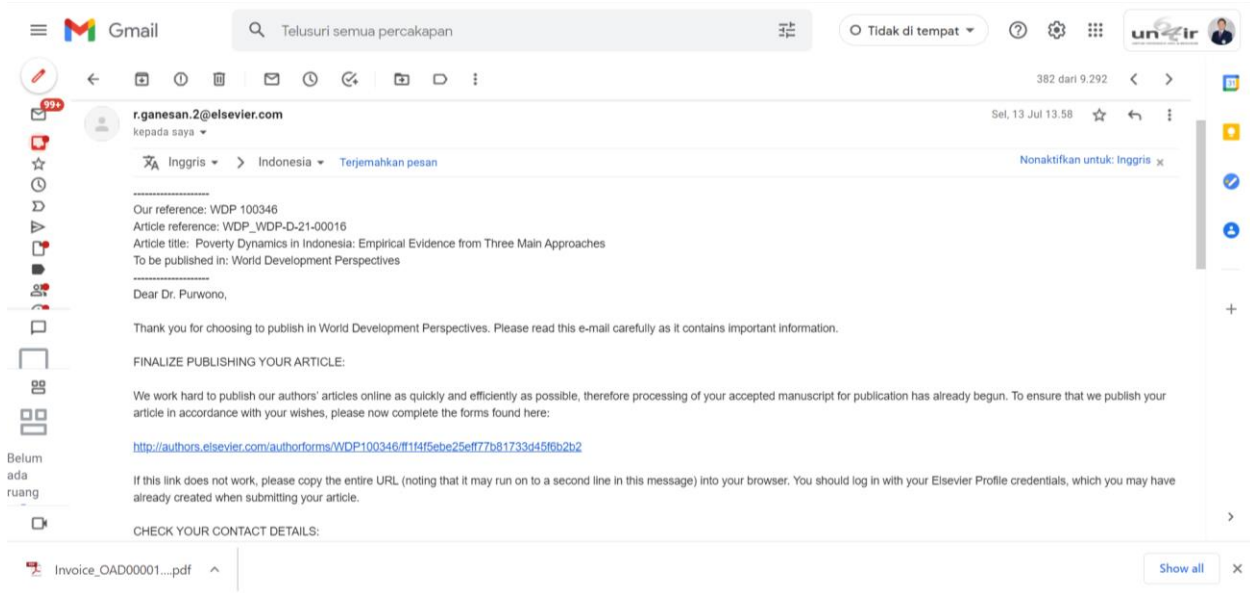 Gmail
Telusuri semua percakapan
Tidak di tempat
99+
382 dari 9.292
31
r.ganesan.2@elsevier.com
Sel, 13 Jul 13.58
kepada saya
Inggris
Indonesia
Terjemahkan pesan
Nonaktifkan untuk: Inggris x
--------------------
Our reference: WDP 100346
Article reference: WDP_WDP-D-21-00016
Article title: Poverty Dynamics in Indonesia: Empirical Evidence from Three Main Approaches
To be published in: World Development Perspectives
--------------------
Dear Dr. Purwono,
Thank you for choosing to publish in World Development Perspectives. Please read this e-mail carefully as it contains important information.
FINALIZE PUBLISHING YOUR ARTICLE:
We work hard to publish our authors' articles online as quickly and efficiently as possible, therefore processing of your accepted manuscript for publication has already begun. To ensure that we publish your
article in accordance with your wishes, please now complete the forms found here:
http://authors.elsevier.com/authorforms/WDP100346/ff1f4f5ebe25eff77b81733d45f6b2b2
If this link does not work, please copy the entire URL (noting that it may run on to a second line in this message) into your browser. You should log in with your Elsevier Profile credentials, which you may have
already created when submitting your article.
CHECK YOUR CONTACT DETAILS:
Belum
ada
ruang
Invoice_OAD00001....pdf
Show all